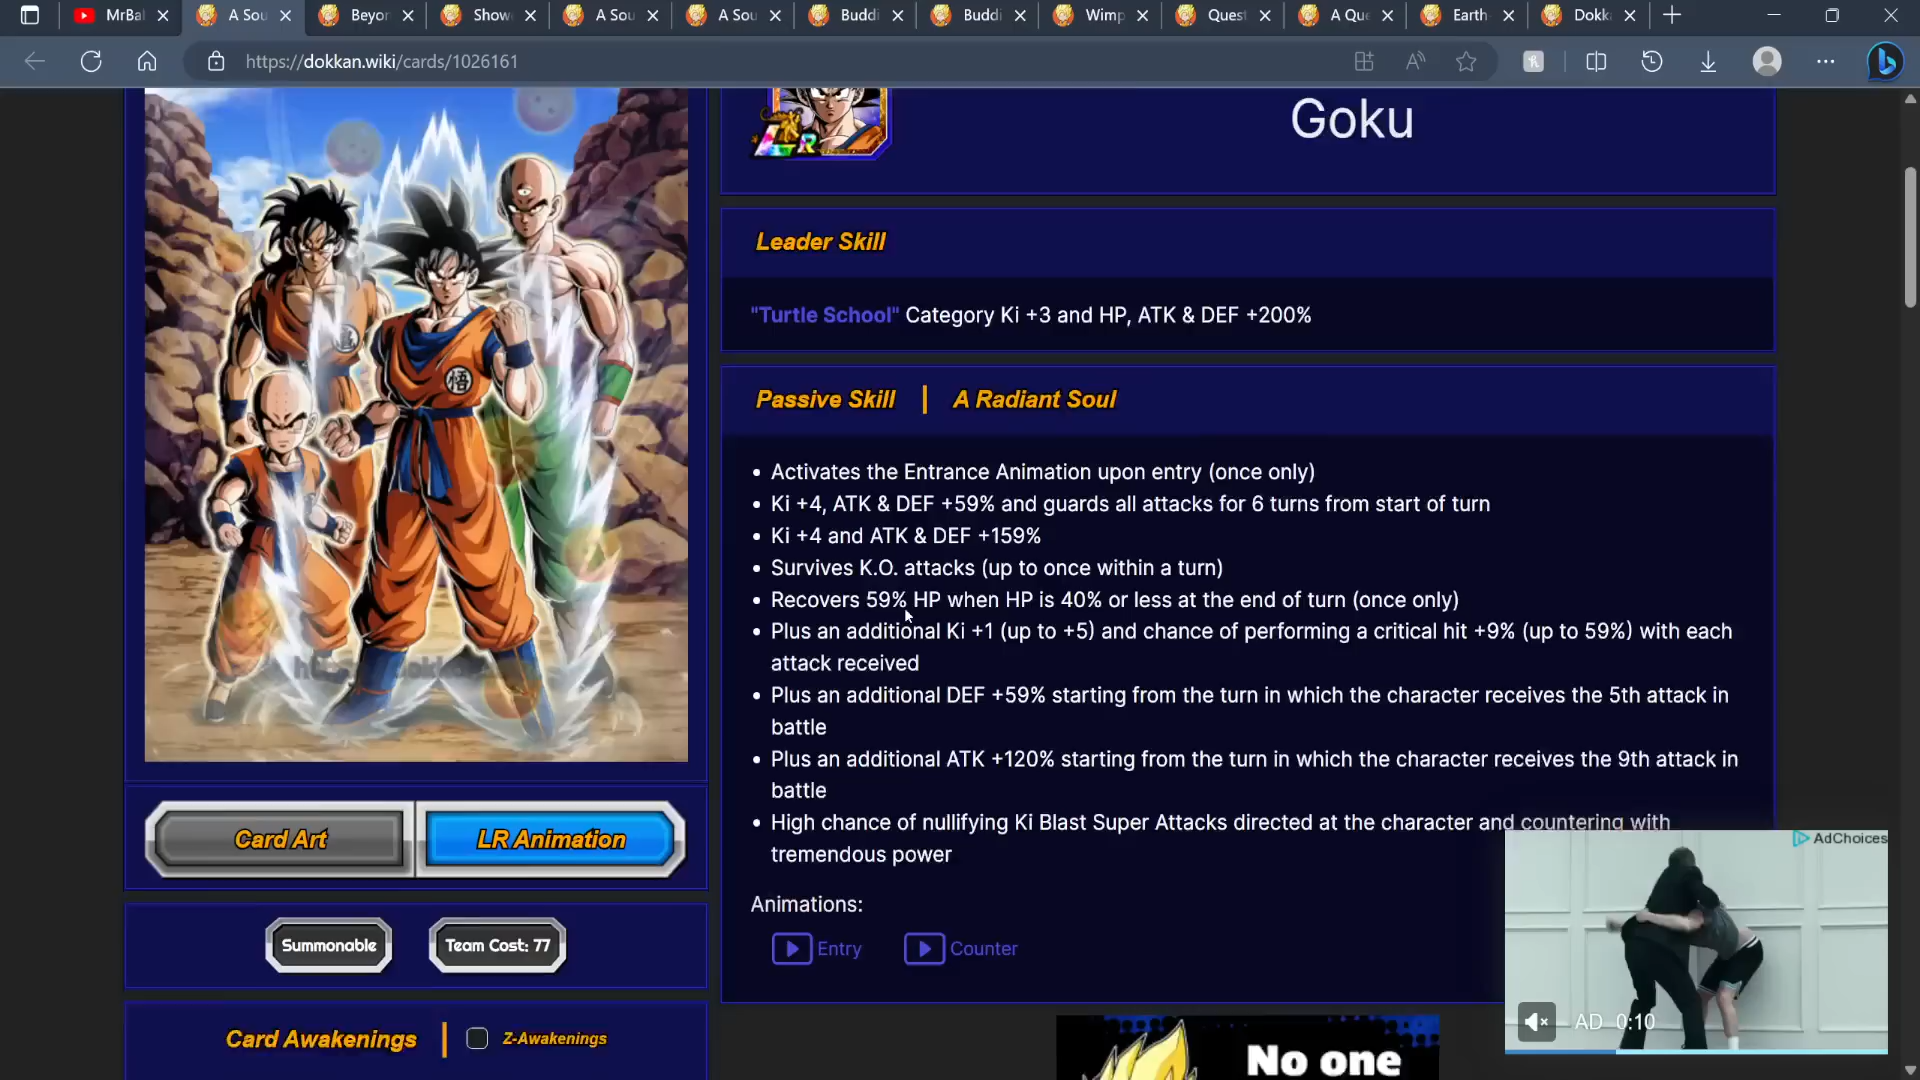 MrBal
A Sou
Beyor
Show
A Sou
A Sou
Buddi
Buddi
Wimp
Quest
A Que
Earth-
Dokk
https://dokkan.wiki/cards/1026161
Goku
Leader Skill
"Turtle School" Category Ki +3 and HP, ATK & DEF +200%
Passive Skill | A Radiant Soul
• Activates the Entrance Animation upon entry (once only)
• Ki +4, ATK & DEF +59% and guards all attacks for 6 turns from start of turn
• Ki +4 and ATK & DEF +159%
• Survives K.O. attacks (up to once within a turn)
• Recovers 59% HP when HP is 40% or less at the end of turn (once only)
• Plus an additional Ki +1 (up to +5) and chance of performing a critical hit +9% (up to 59%) with each
attack received
• Plus an additional DEF +59% starting from the turn in which the character receives the 5th attack in
battle
• Plus an additional ATK +120% starting from the turn in which the character receives the 9th attack in
battle
• High chance of nullifying Ki Blast Super Attacks directed at the character and countering with
tremendous power
Animations:
Entry Counter
Card Art LR Animation
Summonable Team Cost: 77
Card Awakenings | Z-Awakenings
AdChoices
AD 0:10
No one